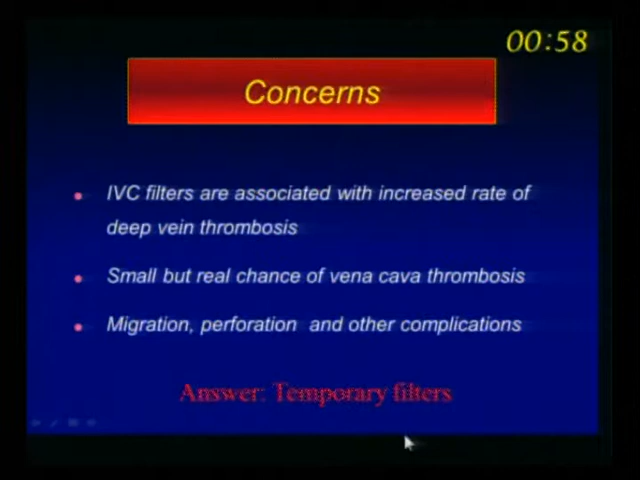 00:58
Concerns
IVC filters are associated with increased rate of
deep vein thrombosis
Small but real chance of vena cava thrombosis
Migration, perforation and other complications
Answer: Temporary filters